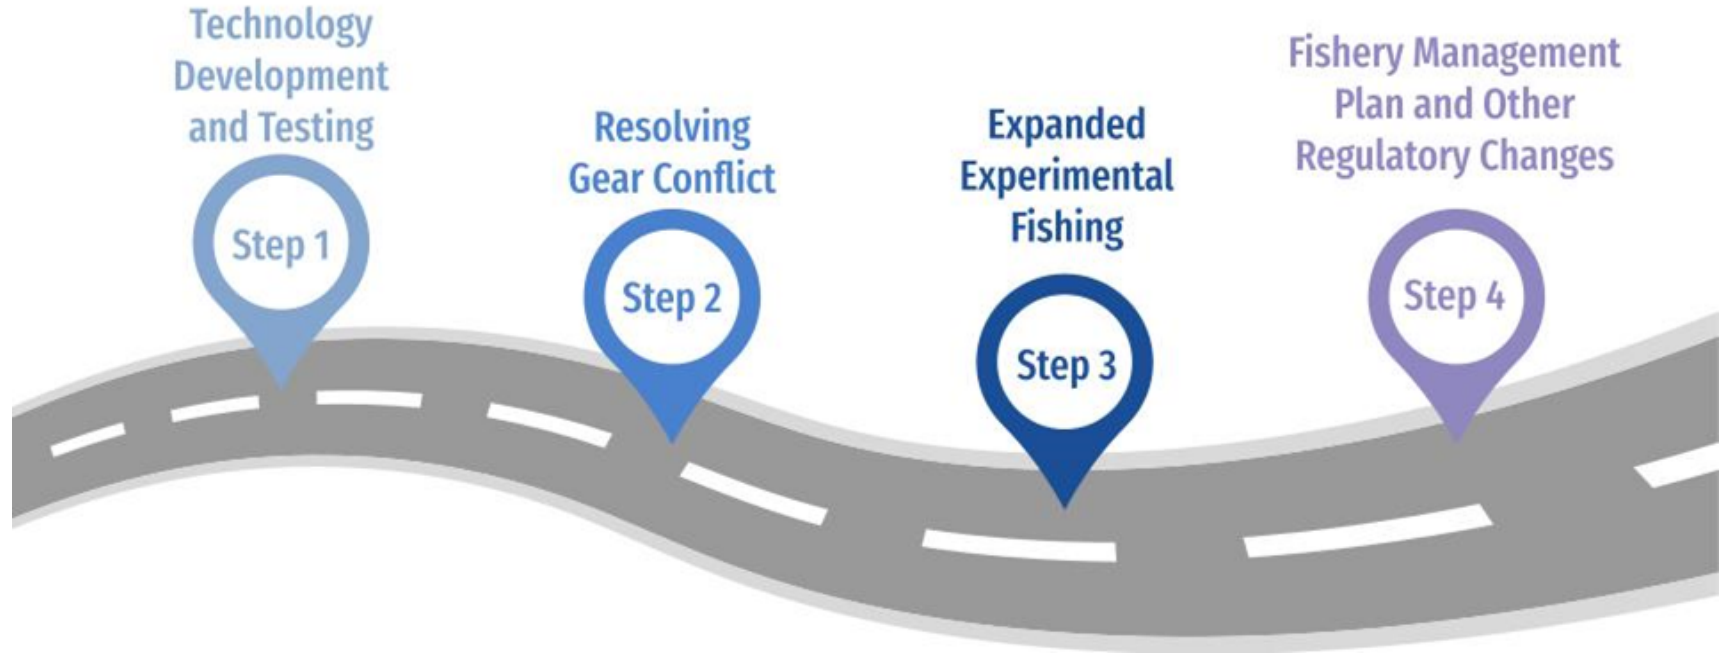 Technology
Development
and Testing
Step 1
Resolving
Gear Conflict
Step 2
Expanded
Experimental
Fishing
Step 3
Fishery Management
Plan and Other
Regulatory Changes
Step 4